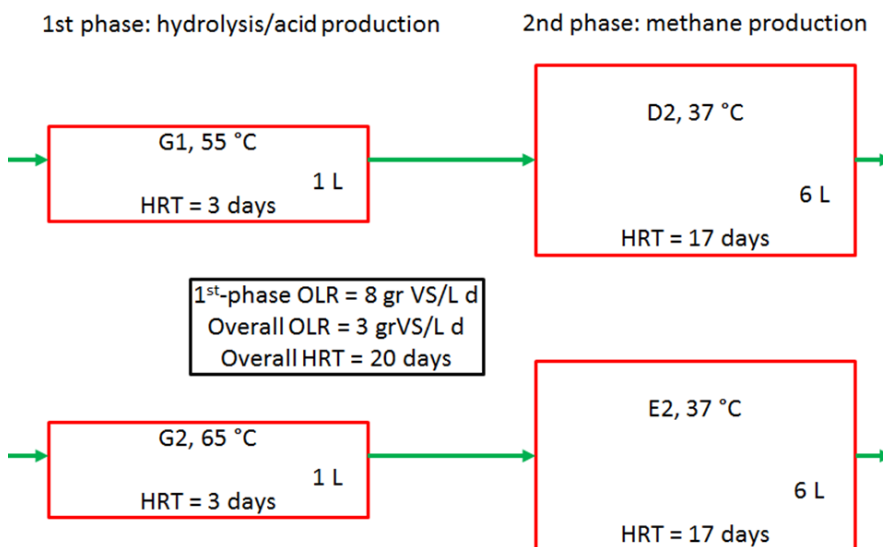 1st phase: hydrolysis/acid production
2nd phase: methane production
G1, 55 °C
1 L
HRT = 3 days
D2, 37 °C
6 L
HRT = 17 days
1st-phase OLR = 8 gr VS/L d
Overall OLR = 3 grVS/L d
Overall HRT = 20 days
G2, 65 °C
1 L
HRT = 3 days
E2, 37 °C
6 L
HRT = 17 days